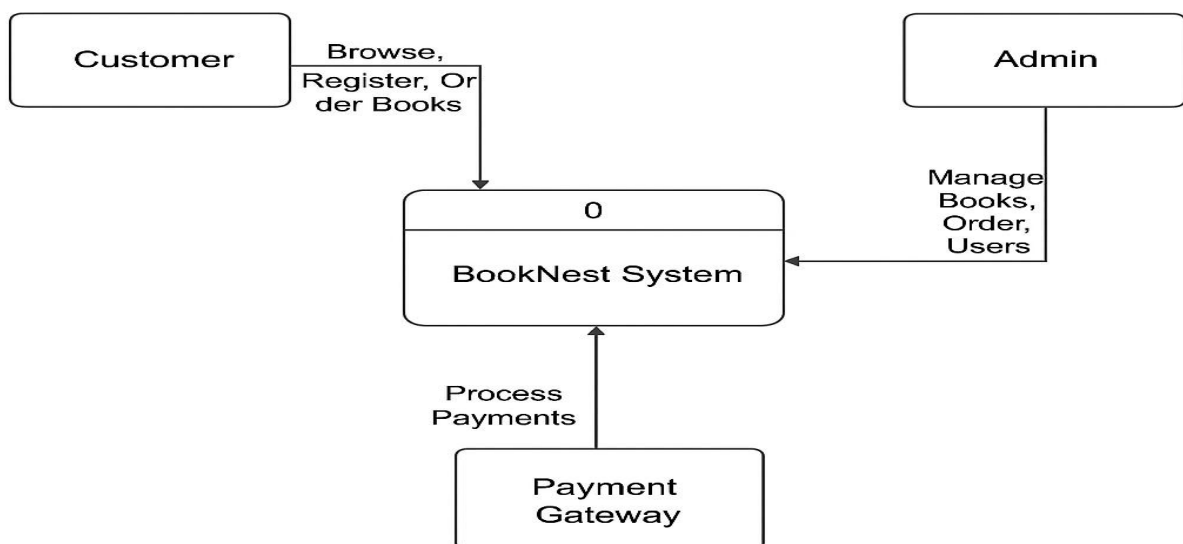 Customer
Browse,
Register, Or
der Books
Admin
Manage
Books,
Order,
Users
0
BookNest System
Process
Payments
Payment
Gateway